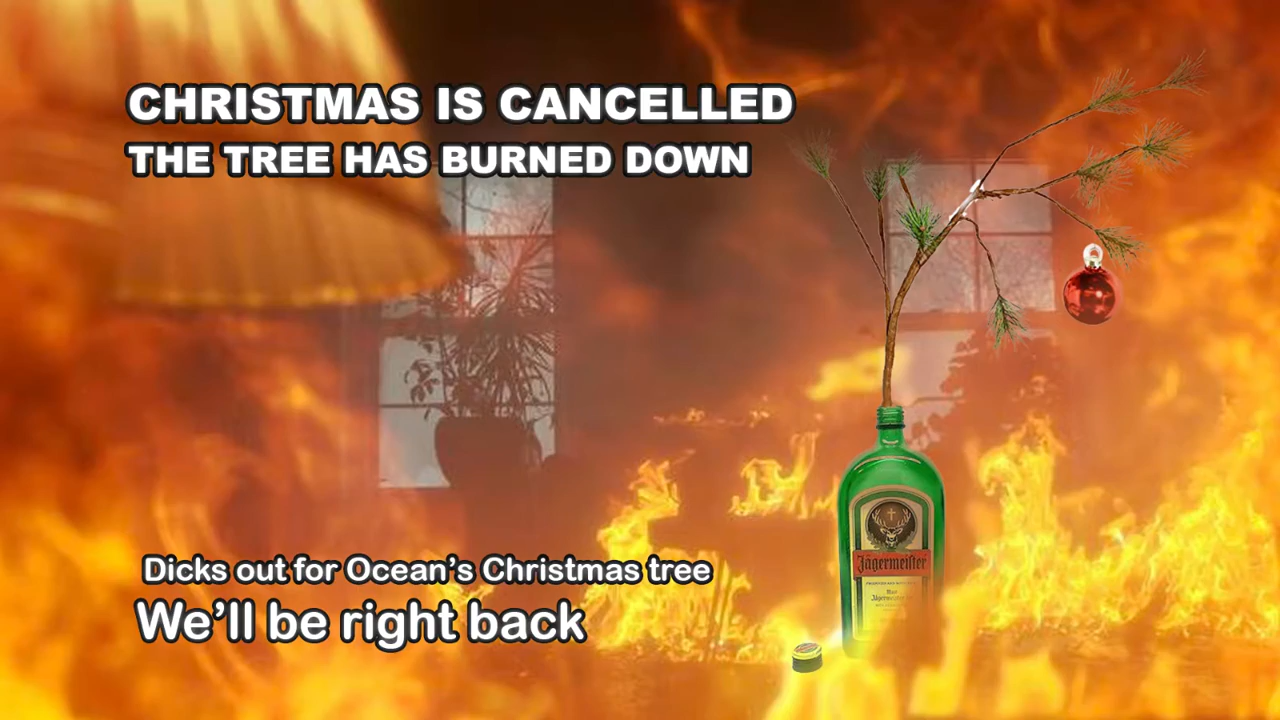 CHRISTMAS IS CANCELLED
THE TREE HAS BURNED DOWN
Jägermeister
Dicks out for Ocean's Christmas tree
We'll be right back